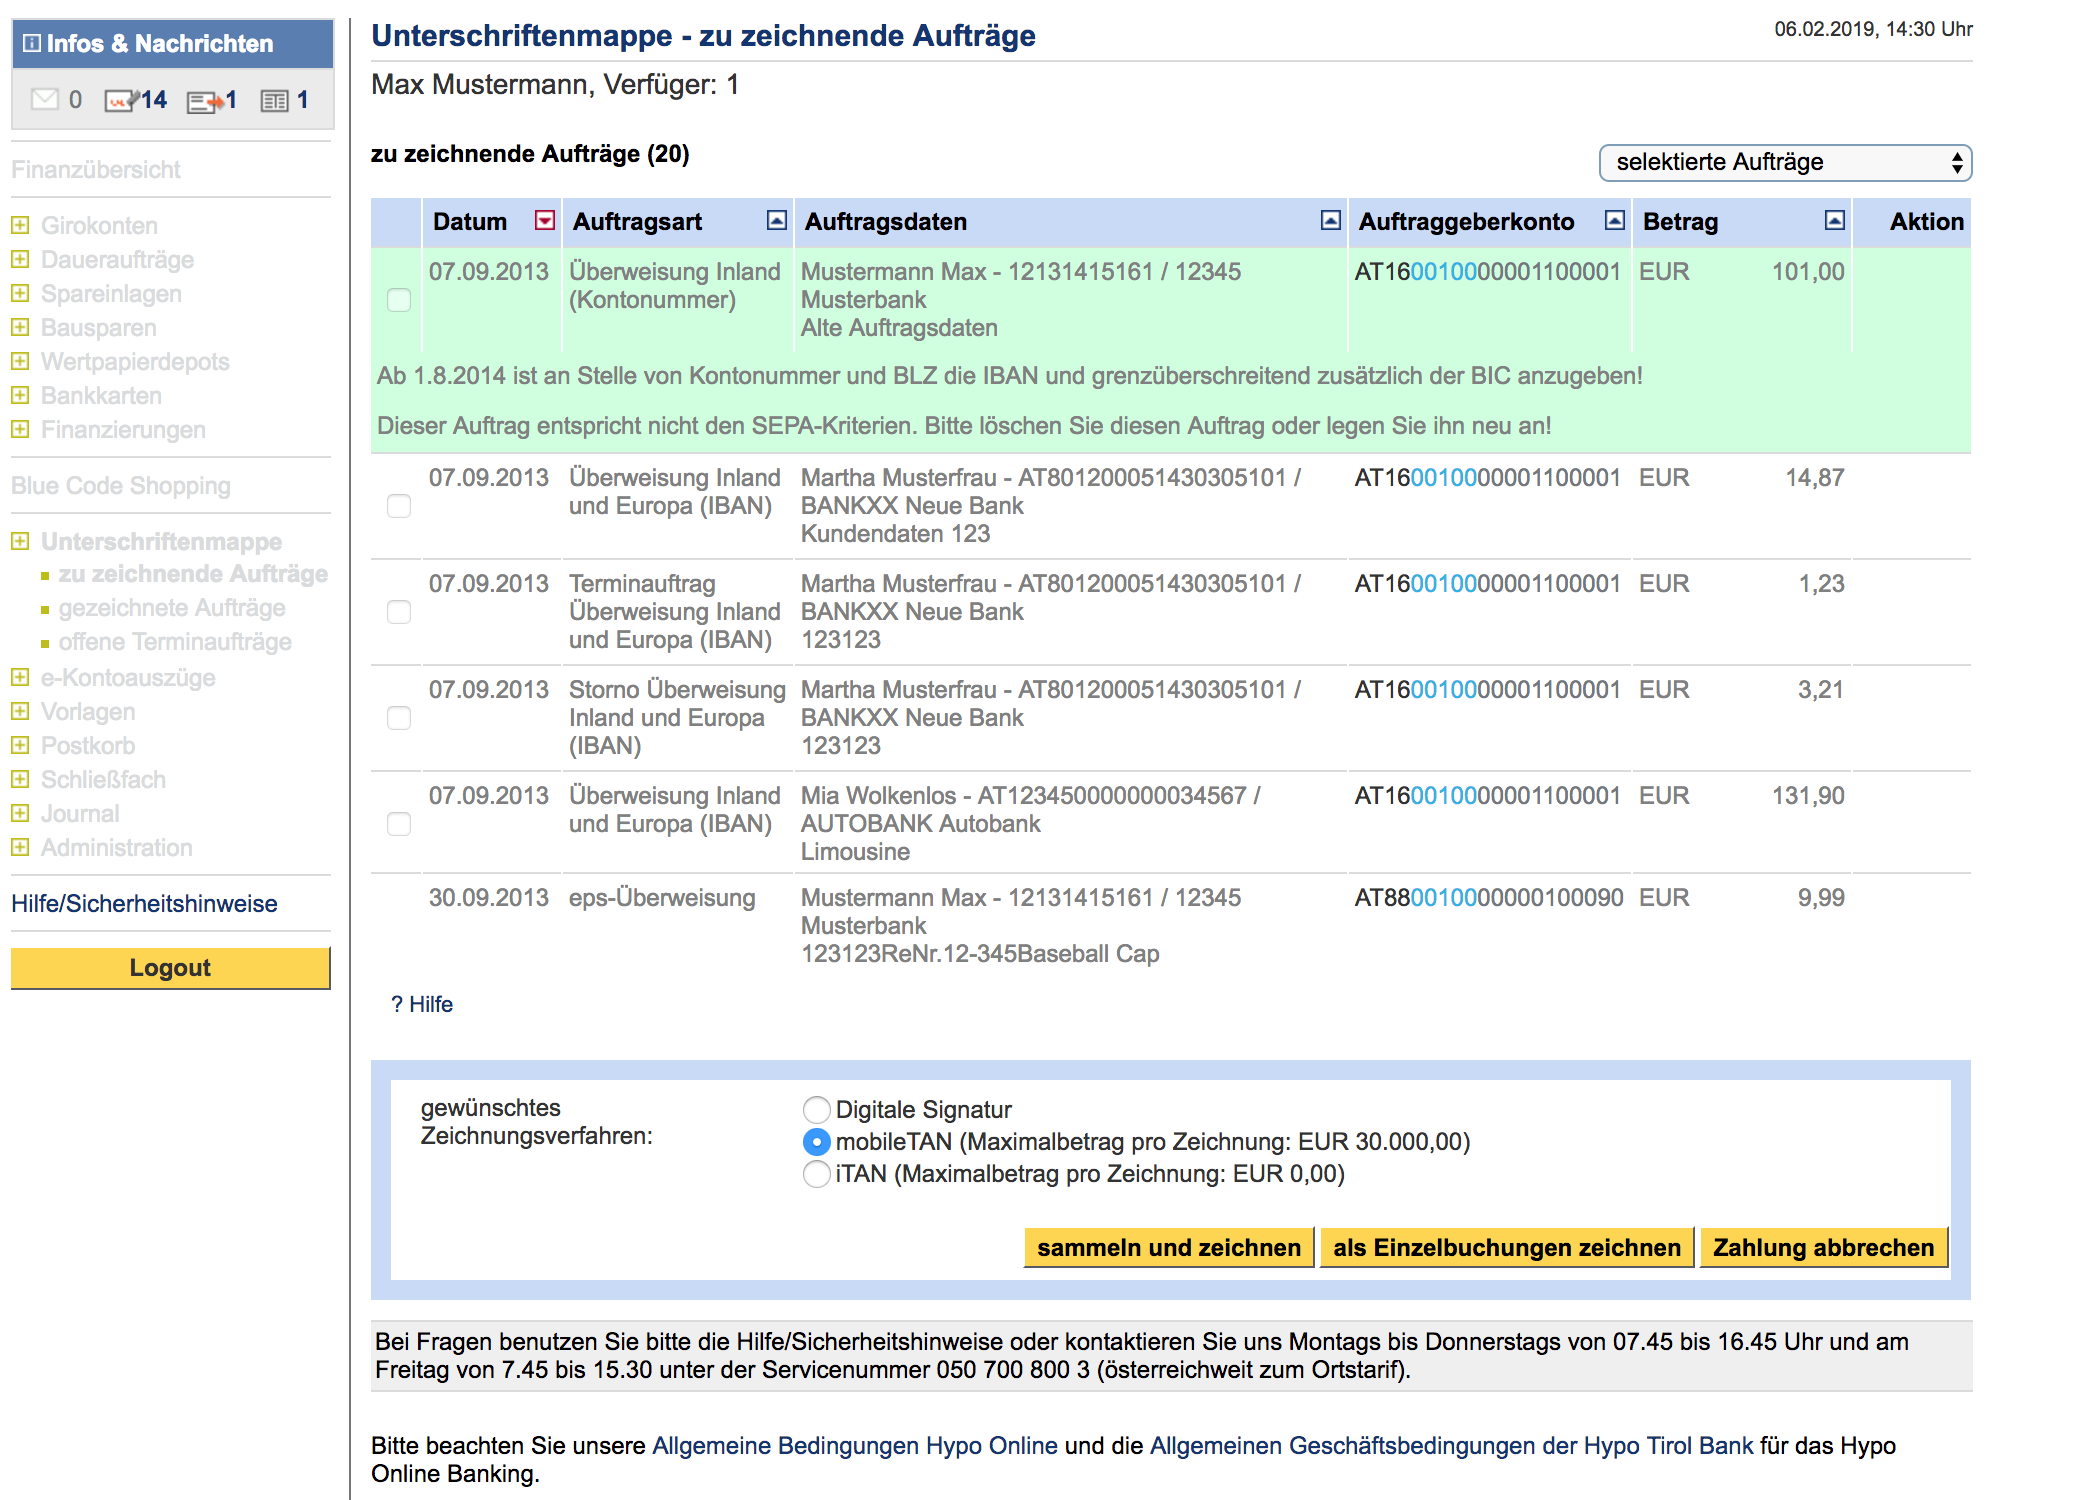 Infos & Nachrichten
0 14 1 1
Finanzübersicht
Girokonten
Daueraufträge
Spareinlagen
Bausparen
Wertpapierdepots
Bankkarten
Finanzierungen
Blue Code Shopping
Unterschriftenmappe
zu zeichnende Aufträge
gezeichnete Aufträge
offene Terminaufträge
e-Kontoauszüge
Vorlagen
Postkorb
Schließfach
Journal
Administration
Hilfe/Sicherheitshinweise
Logout
Unterschriftenmappe - zu zeichnende Aufträge
06.02.2019, 14:30 Uhr
Max Mustermann, Verfüger: 1
zu zeichnende Aufträge (20)
selektierte Aufträge
Datum Auftragsart Auftragsdaten Auftraggeberkonto Betrag Aktion
07.09.2013 Überweisung Inland Mustermann Max - 12131415161 / 12345 AT160010000001100001 EUR 101,00
(Kontonummer) Musterbank
Alte Auftragsdaten
Ab 1.8.2014 ist an Stelle von Kontonummer und BLZ die IBAN und grenzüberschreitend zusätzlich der BIC anzugeben!
Dieser Auftrag entspricht nicht den SEPA-Kriterien. Bitte löschen Sie diesen Auftrag oder legen Sie ihn neu an!
07.09.2013 Überweisung Inland Martha Musterfrau - AT801200051430305101 / AT160010000001100001 EUR 14,87
und Europa (IBAN) BANKXX Neue Bank
Kundendaten 123
07.09.2013 Terminauftrag Martha Musterfrau - AT801200051430305101 / AT160010000001100001 EUR 1,23
Überweisung Inland BANKXX Neue Bank
und Europa (IBAN) 123123
07.09.2013 Storno Überweisung Martha Musterfrau - AT801200051430305101 / AT160010000001100001 EUR 3,21
Inland und Europa BANKXX Neue Bank
(IBAN) 123123
07.09.2013 Überweisung Inland Mia Wolkenlos - AT123450000000034567 / AT160010000001100001 EUR 131,90
und Europa (IBAN) AUTOBANK Autobank
Limousine
30.09.2013 eps-Überweisung Mustermann Max - 12131415161 / 12345 AT880010000000100090 EUR 9,99
Musterbank
123123ReNr.12-345Baseball Cap
? Hilfe
gewünschtes
Zeichnungsverfahren:
Digitale Signatur
mobileTAN (Maximalbetrag pro Zeichnung: EUR 30.000,00)
iTAN (Maximalbetrag pro Zeichnung: EUR 0,00)
sammeln und zeichnen als Einzelbuchungen zeichnen Zahlung abbrechen
Bei Fragen benutzen Sie bitte die Hilfe/Sicherheitshinweise oder kontaktieren Sie uns Montags bis Donnerstags von 07.45 bis 16.45 Uhr und am
Freitag von 7.45 bis 15.30 unter der Servicenummer 050 700 800 3 (österreichweit zum Ortstarif).
Bitte beachten Sie unsere Allgemeine Bedingungen Hypo Online und die Allgemeinen Geschäftsbedingungen der Hypo Tirol Bank für das Hypo
Online Banking.